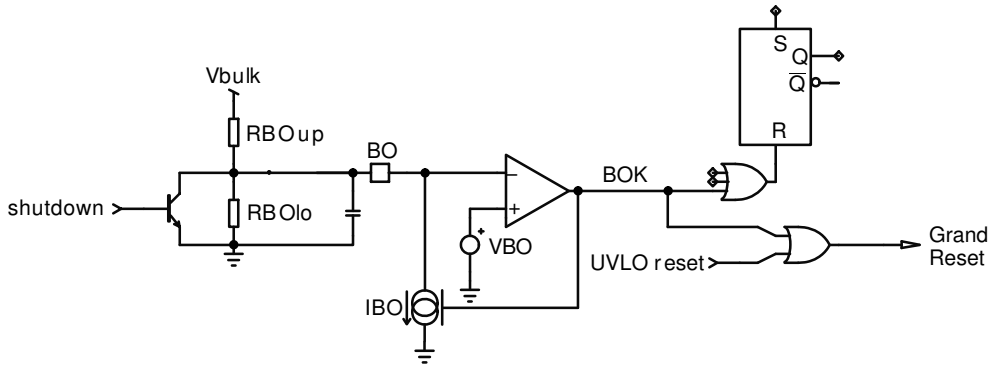 S
Q
Q
R
Vbulk
RBOup
BO
BOK
shutdown
RBOlo
VBO
UVLO reset
Grand
Reset
IBO